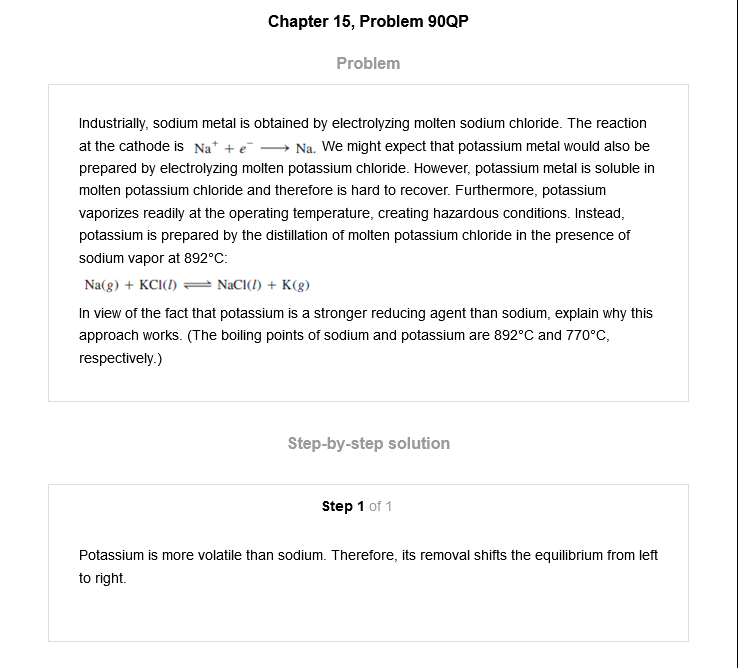 Chapter 15, Problem 90QP
Problem
Industrially, sodium metal is obtained by electrolyzing molten sodium chloride. The reaction
at the cathode is Na⁺ + e⁻ ⟶ Na. We might expect that potassium metal would also be
prepared by electrolyzing molten potassium chloride. However, potassium metal is soluble in
molten potassium chloride and therefore is hard to recover. Furthermore, potassium
vaporizes readily at the operating temperature, creating hazardous conditions. Instead,
potassium is prepared by the distillation of molten potassium chloride in the presence of
sodium vapor at 892°C:
Na(g) + KCl(l) ⇌ NaCl(l) + K(g)
In view of the fact that potassium is a stronger reducing agent than sodium, explain why this
approach works. (The boiling points of sodium and potassium are 892°C and 770°C,
respectively.)
Step-by-step solution
Step 1 of 1
Potassium is more volatile than sodium. Therefore, its removal shifts the equilibrium from left
to right.